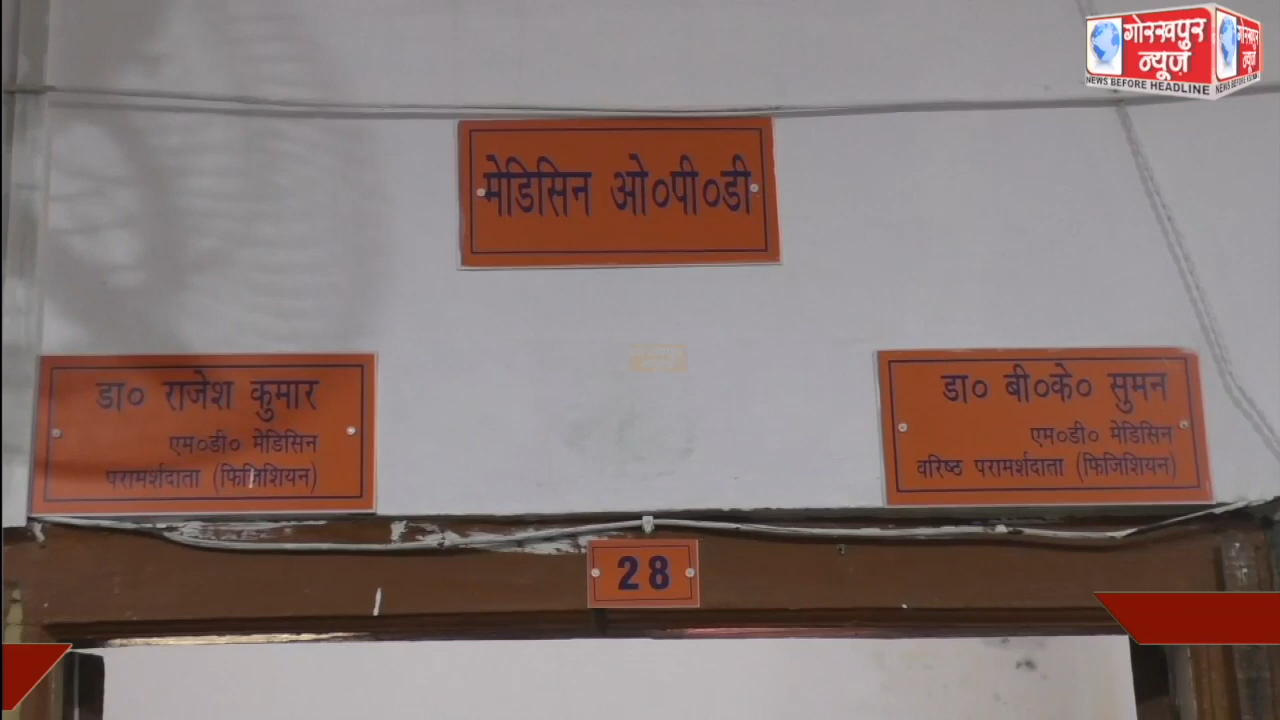 गोरखपुर
न्यूज़
NEWS BEFORE HEADLINE
मेडिसिन ओ०पी०डी
डा० राजेश कुमार
एम०डी० मेडिसिन
परामर्शदाता (फिजिशियन)
डा० बी०के० सुमन
एम०डी० मेडिसिन
वरिष्ठ परामर्शदाता (फिजिशियन)
28